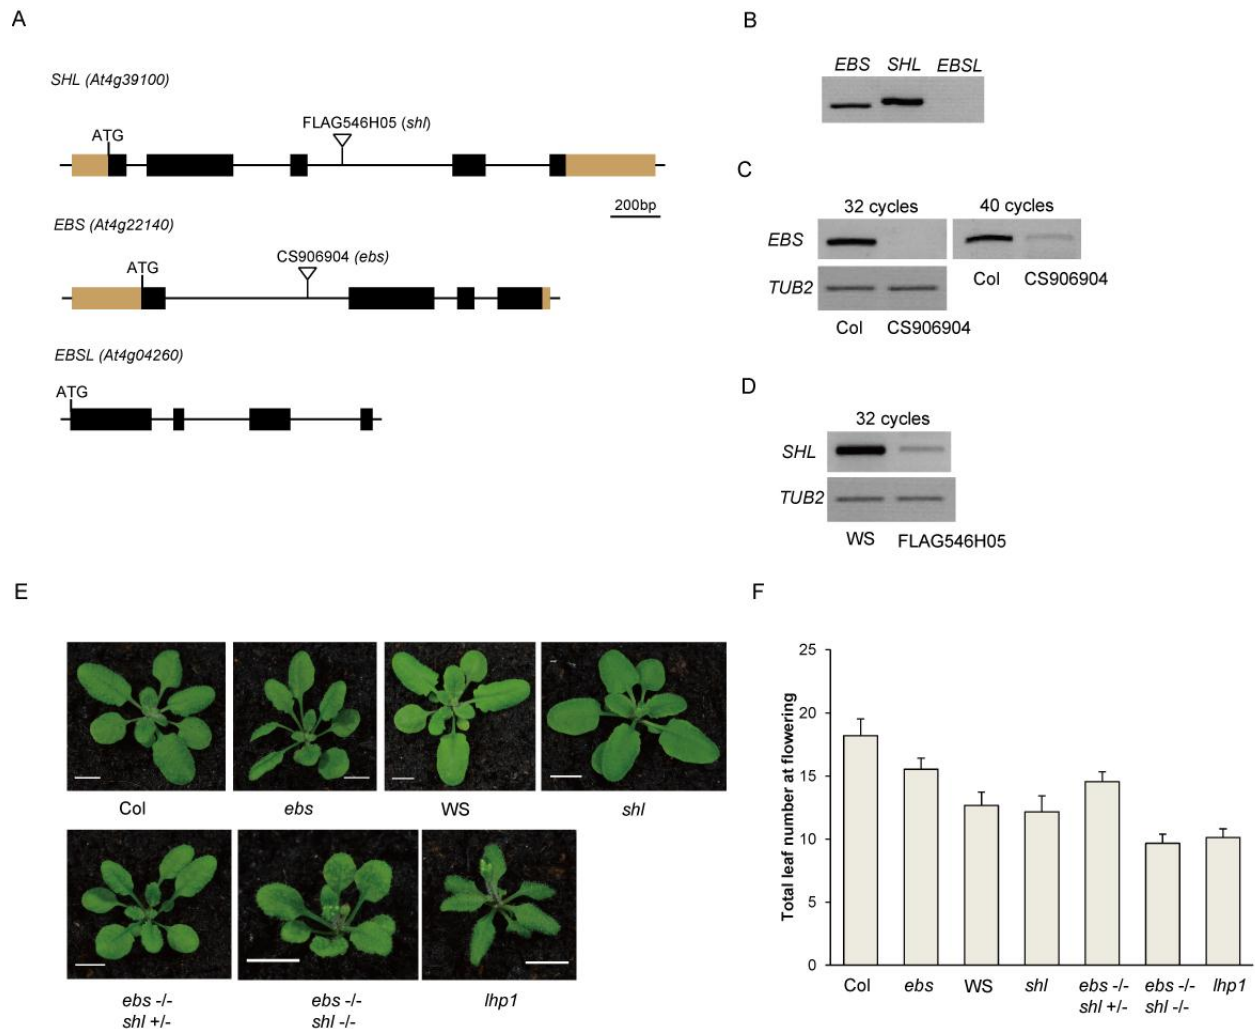 A
SHL (At4g39100)
ATG
FLAG546H05 (shl)
200bp
EBS (At4g22140)
ATG
CS906904 (ebs)
EBSL (At4g04260)
ATG
B
EBS SHL EBSL
C
32 cycles 40 cycles
EBS
TUB2
Col CS906904
Col CS906904
D
32 cycles
SHL
TUB2
WS FLAG546H05
E
Col ebs WS shl
ebs -/- ebs -/- lhp1
shl +/- shl -/-
F
Total leaf number at flowering
25
20
15
10
5
0
Col ebs WS shl ebs -/- ebs -/- lhp1
shl +/- shl -/-